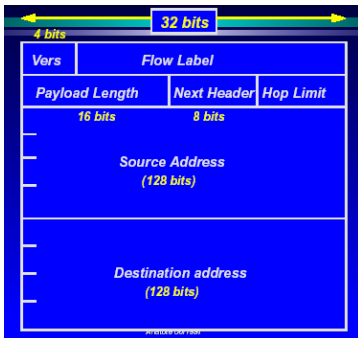 32 bits
4 bits
Vers Flow Label
Payload Length Next Header Hop Limit
16 bits 8 bits
Source Address
(128 bits)
Destination address
(128 bits)